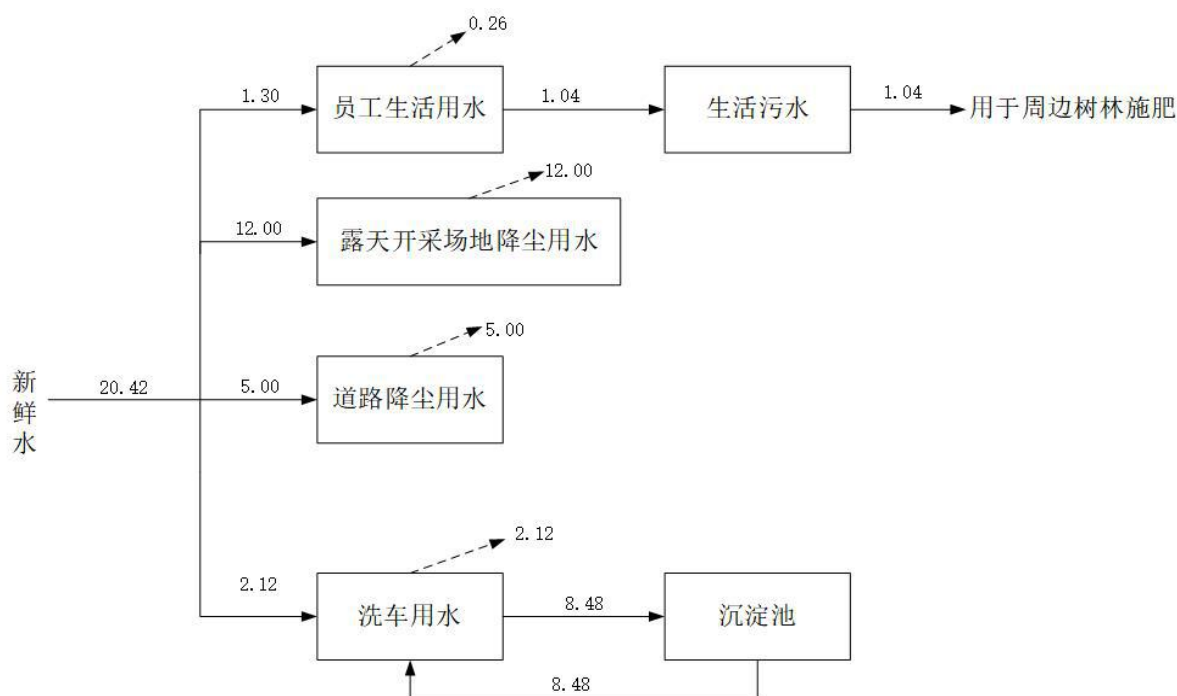 0.26
1.30
员工生活用水
1.04
生活污水
1.04
用于周边树林施肥
12.00
12.00
露天开采场地降尘用水
5.00
新鲜水
20.42
5.00
道路降尘用水
2.12
2.12
洗车用水
8.48
沉淀池
8.48